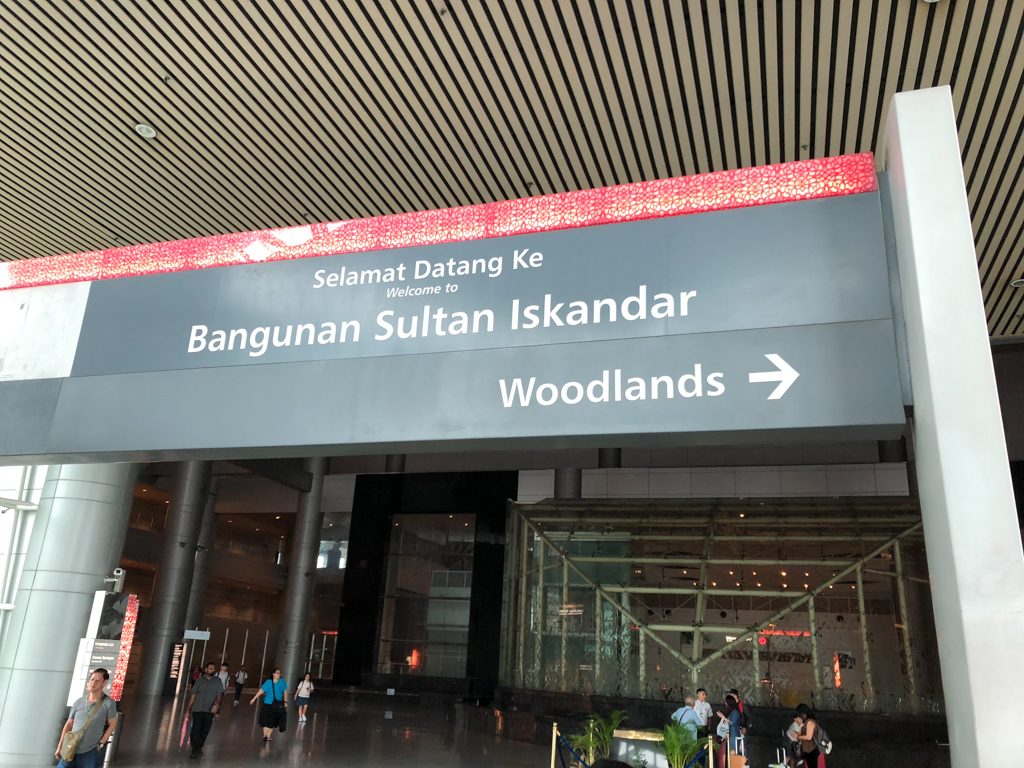 Selamat Datang Ke
Welcome to
Bangunan Sultan Iskandar
Woodlands